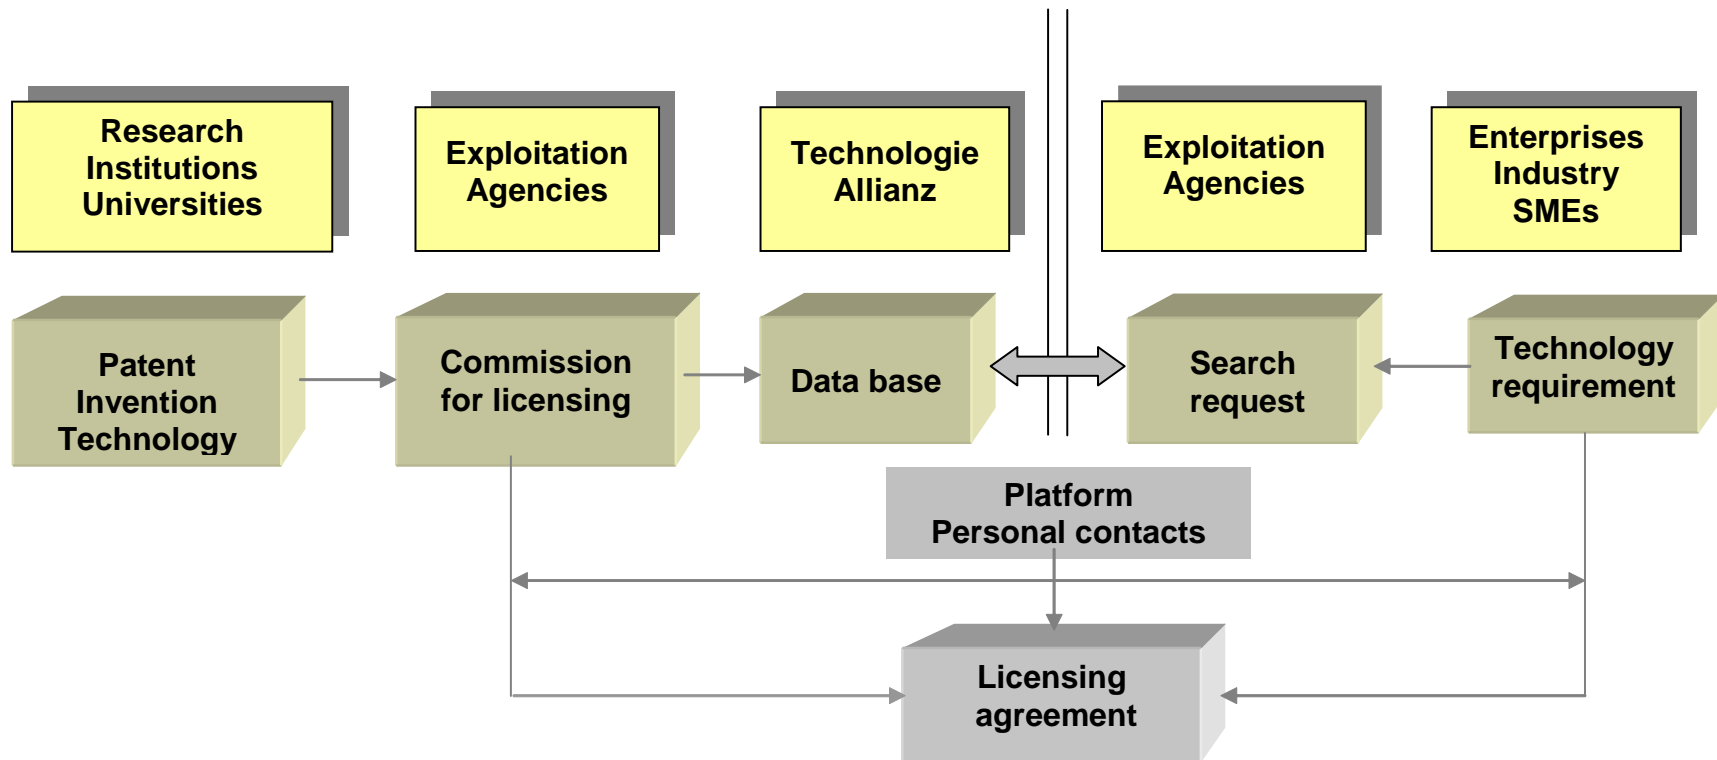 Research
Institutions
Universities
Exploitation
Agencies
Technologie
Allianz
Exploitation
Agencies
Enterprises
Industry
SMEs
Patent
Invention
Technology
Commission
for licensing
Data base
Search
request
Technology
requirement
Platform
Personal contacts
Licensing
agreement